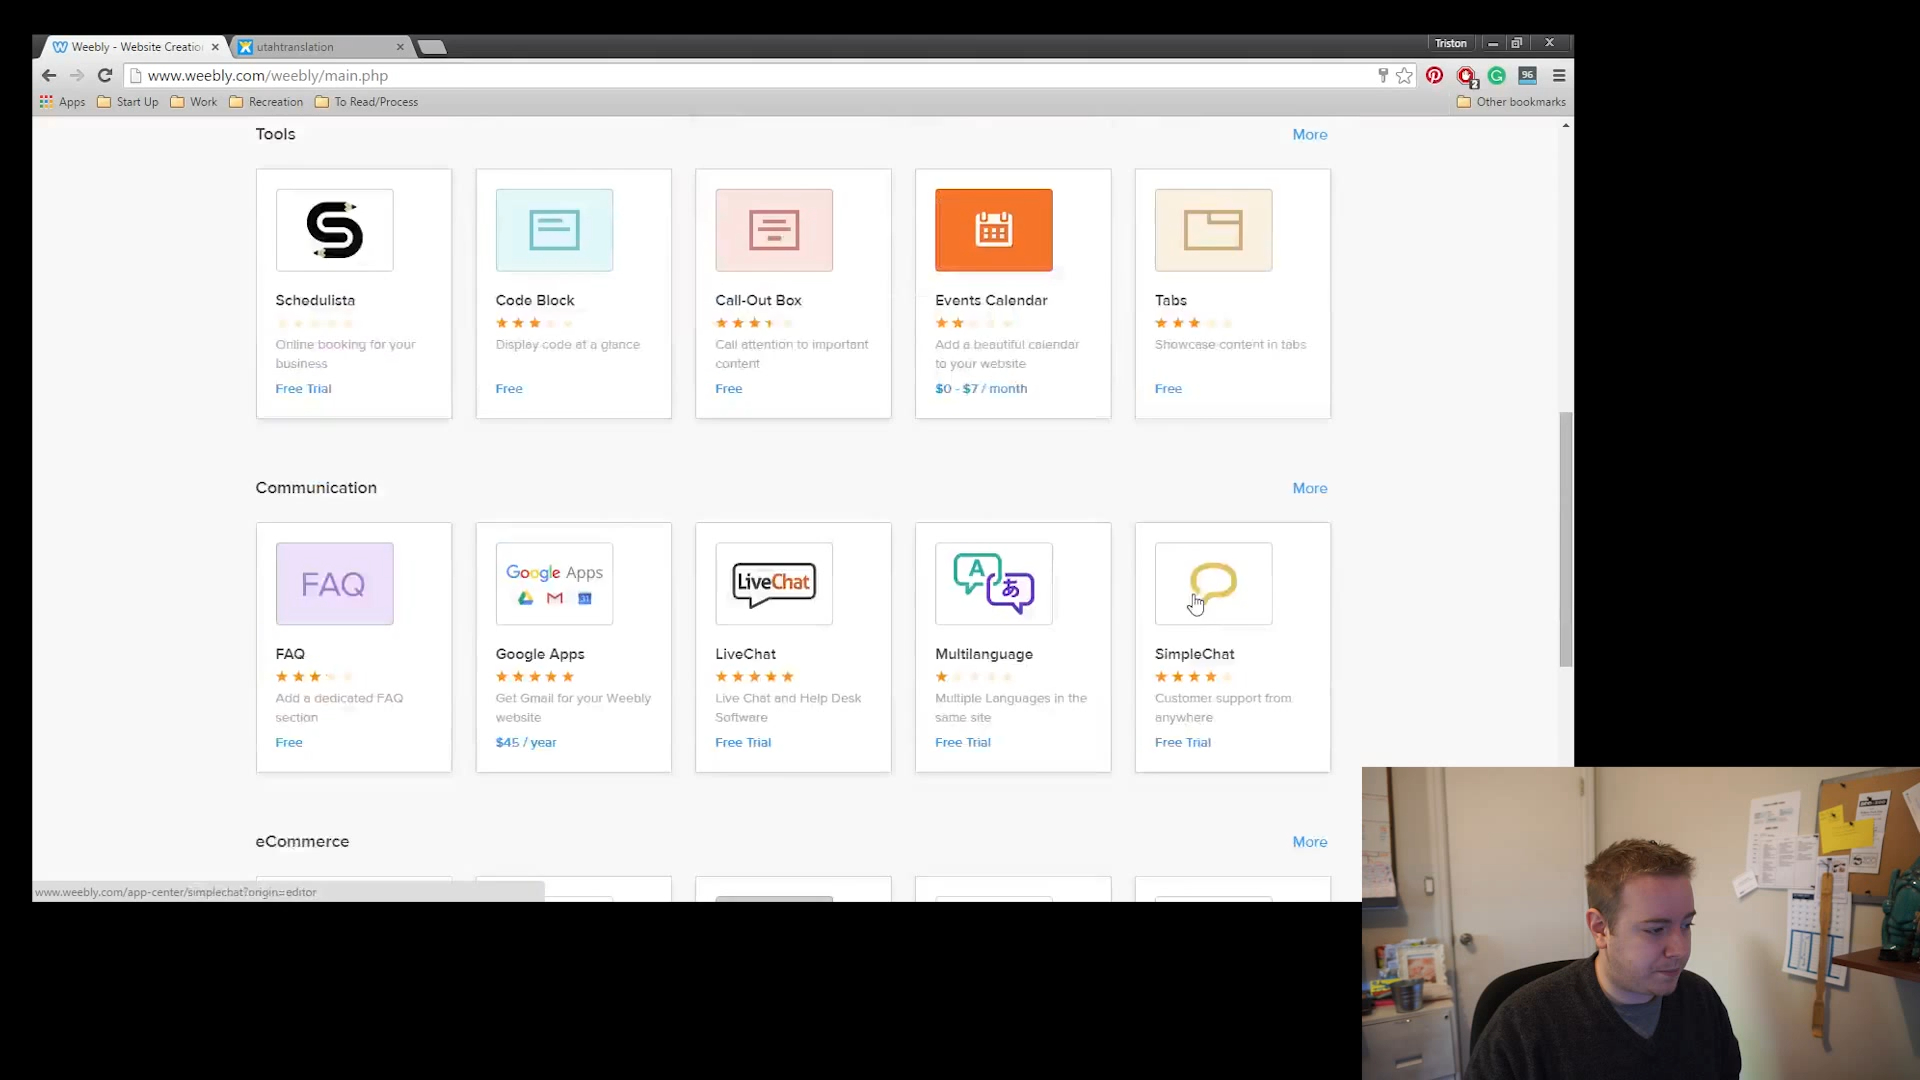 Weebly - Website Creatio
utahtranslation
Triston
www.weebly.com/weebly/main.php
2
96
Apps
Start Up
Work
Recreation
To Read/Process
Other bookmarks
Tools
More
S
Schedulista
Online booking for your
business
Free Trial
Code Block
Display code at a glance
Free
Call-Out Box
Call attention to important
content
Free
Events Calendar
Add a beautiful calendar
to your website
$0 - $7 / month
Tabs
Showcase content in tabs
Free
Communication
More
FAQ
FAQ
Add a dedicated FAQ
section
Free
Google Apps
31
Google Apps
Get Gmail for your Weebly
website
$45 / year
LiveChat
LiveChat
Live Chat and Help Desk
Software
Free Trial
A
あ
Multilanguage
Multiple Languages in the
same site
Free Trial
SimpleChat
Customer support from
anywhere
Free Trial
eCommerce
More
www.weebly.com/app-center/simplechat?origin=editor